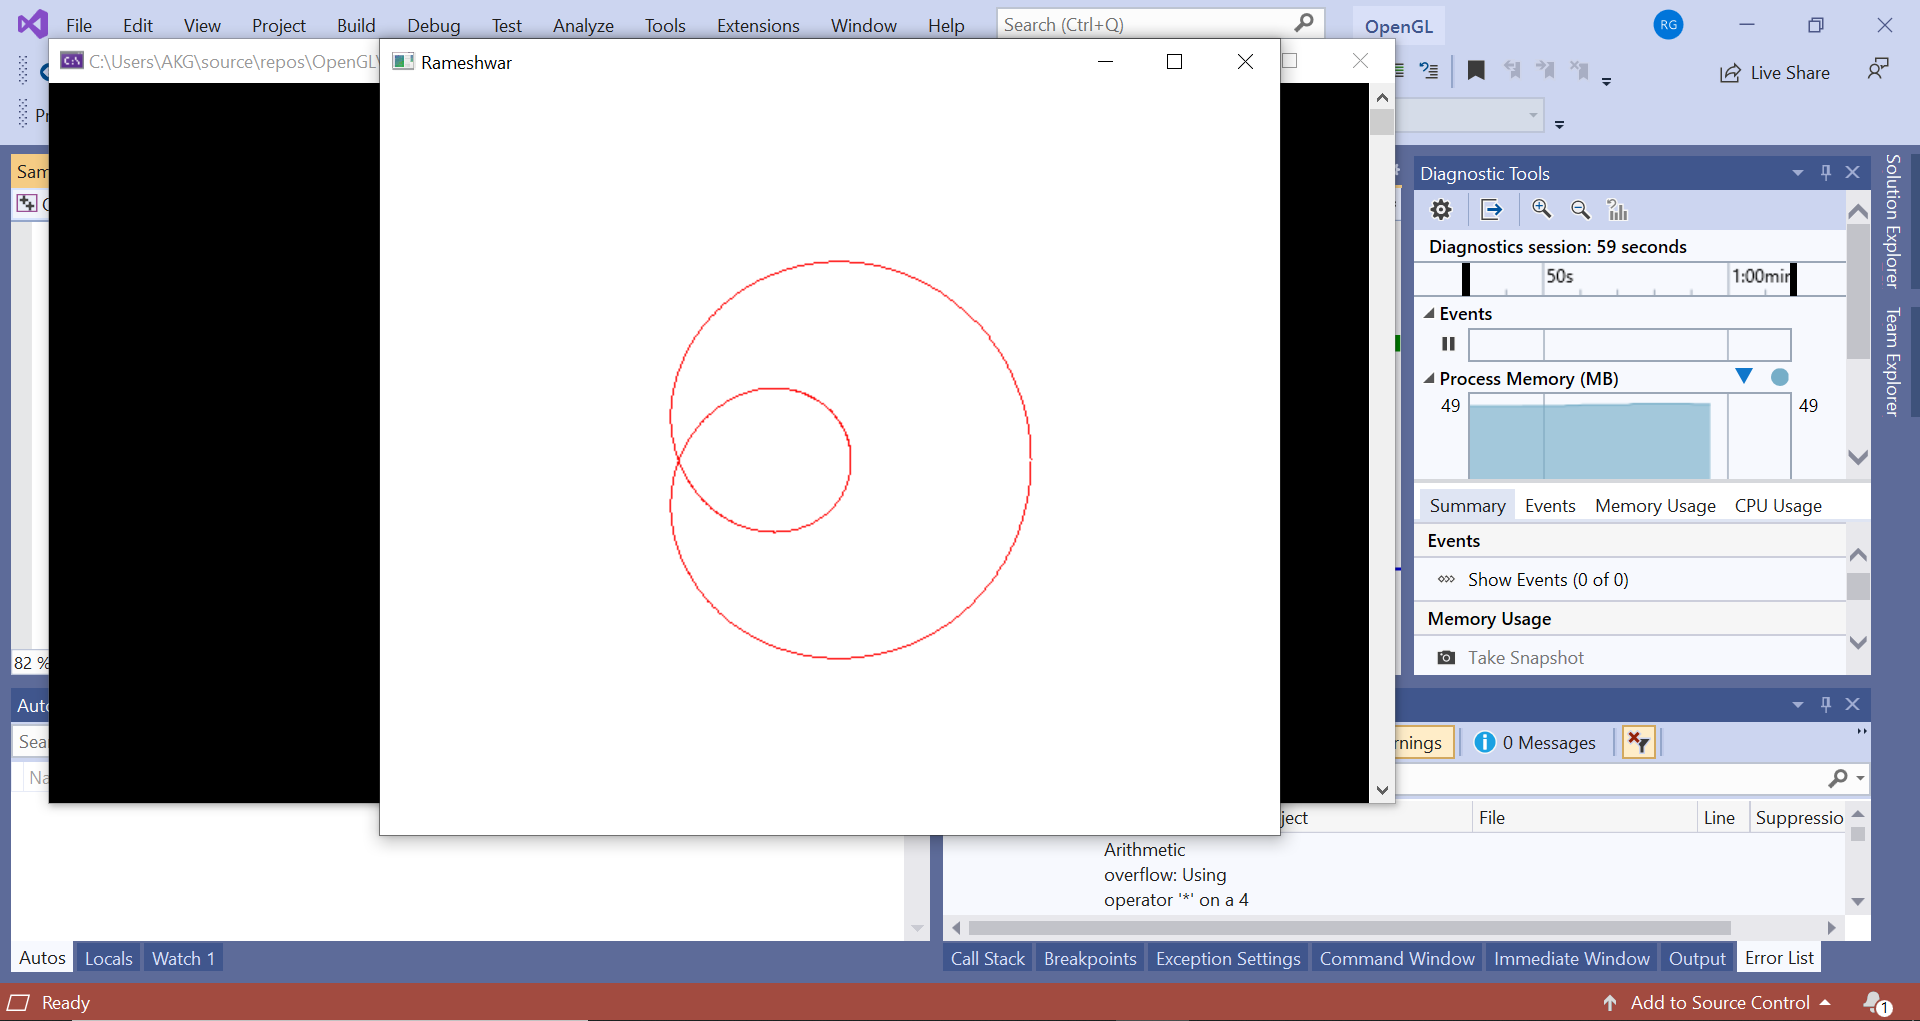 File Edit View Project Build Debug Test Analyze Tools Extensions Window Help Search (Ctrl+Q) OpenGL RG
C:\Users\AKG\source\repos\OpenGL\
Rameshwar
Live Share
Pr
Sam
Diagnostic Tools
Diagnostics session: 59 seconds
50s 1:00min
Events
Process Memory (MB)
49 49
Summary Events Memory Usage CPU Usage
Events
Show Events (0 of 0)
Memory Usage
Take Snapshot
Solution Explorer
Team Explorer
82 %
Auto
Sea
Na
rnings 0 Messages
ject File Line Suppressio
Arithmetic
overflow: Using
operator '*' on a 4
Autos Locals Watch 1
Call Stack Breakpoints Exception Settings Command Window Immediate Window Output Error List
Ready Add to Source Control 1